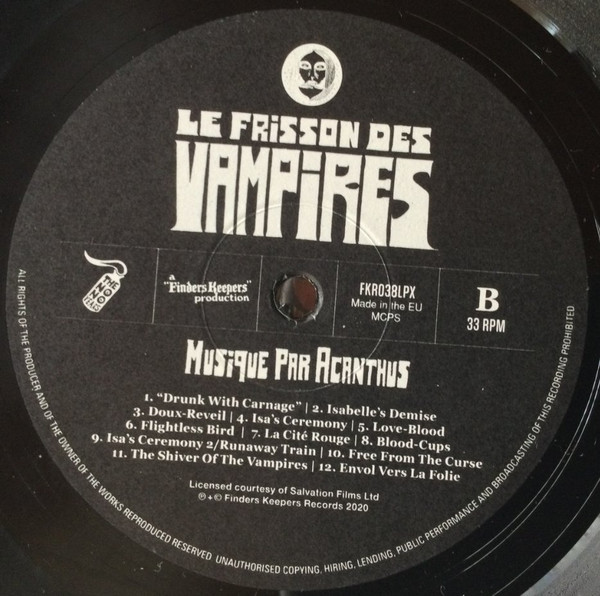 LE FRISSON DES
VAMPIRES
a
"Finders Keepers"
production
FKR038LPX
Made in the EU
MCPS
B
33 RPM
MUSIQUE PAR ACANTHUS
1. “Drunk With Carnage” | 2. Isabelle's Demise
3. Doux-Reveil | 4. Isa's Ceremony | 5. Love-Blood
6. Flightless Bird | 7. La Cité Rouge | 8. Blood-Cups
9. Isa's Ceremony 2/Runaway Train | 10. Free From The Curse
11. The Shiver Of The Vampires | 12. Envol Vers La Folie
Licensed courtesy of Salvation Films Ltd
℗+© Finders Keepers Records 2020
ALL RIGHTS OF THE PRODUCER AND OF THE OWNER OF THE WORKS REPRODUCED RESERVED  UNAUTHORISED COPYING, HIRING, LENDING, PUBLIC PERFORMANCE AND BROADCASTING OF THIS RECORDING PROHIBITED